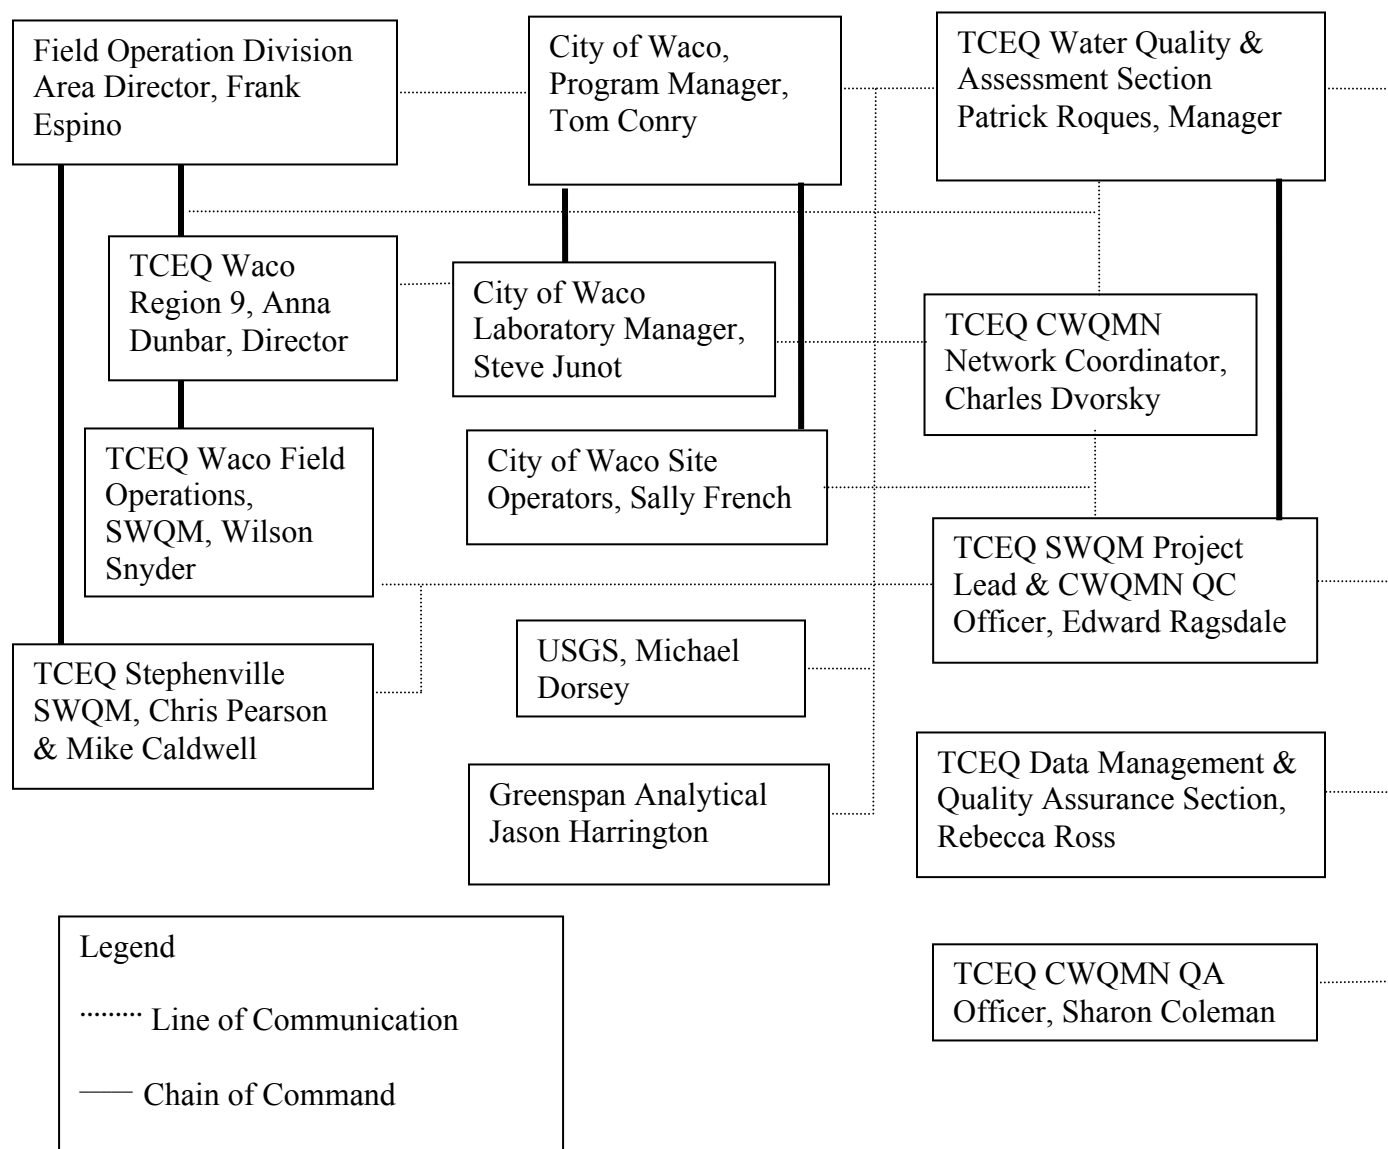 Field Operation Division
Area Director, Frank
Espino
City of Waco,
Program Manager,
Tom Conry
TCEQ Water Quality &
Assessment Section
Patrick Roques, Manager
TCEQ Waco
Region 9, Anna
Dunbar, Director
City of Waco
Laboratory Manager,
Steve Junot
TCEQ CWQMN
Network Coordinator,
Charles Dvorsky
TCEQ Waco Field
Operations,
SWQM, Wilson
Snyder
City of Waco Site
Operators, Sally French
TCEQ SWQM Project
Lead & CWQMN QC
Officer, Edward Ragsdale
TCEQ Stephenville
SWQM, Chris Pearson
& Mike Caldwell
USGS, Michael
Dorsey
TCEQ Data Management &
Quality Assurance Section,
Rebecca Ross
Greenspan Analytical
Jason Harrington
TCEQ CWQMN QA
Officer, Sharon Coleman
Legend
Line of Communication
Chain of Command